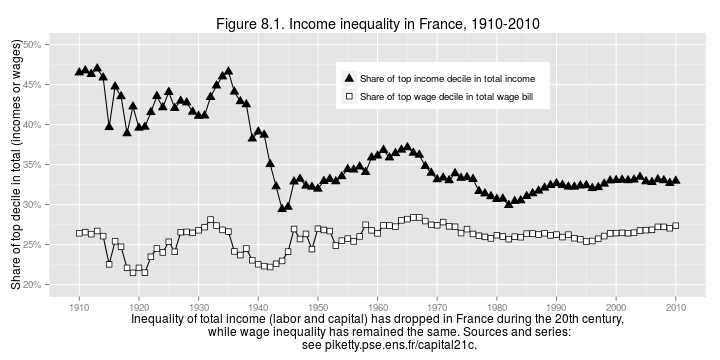 Figure 8.1. Income inequality in France, 1910-2010
Share of top decile in total (incomes or wages)
50%
45%
40%
35%
30%
25%
20%
Share of top income decile in total income
Share of top wage decile in total wage bill
1910 1920 1930 1940 1950 1960 1970 1980 1990 2000 2010
Inequality of total income (labor and capital) has dropped in France during the 20th century,
while wage inequality has remained the same. Sources and series:
see piketty.pse.ens.fr/capital21c.